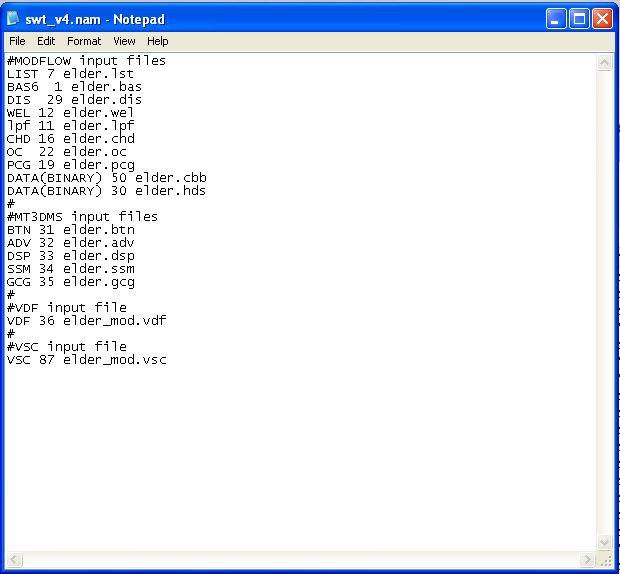 swt_v4.nam - Notepad
File Edit Format View Help
#MODFLOW input files
LIST 7 elder.lst
BAS6  1 elder.bas
DIS  29 elder.dis
WEL 12 elder.wel
lpf 11 elder.lpf
CHD 16 elder.chd
OC  22 elder.oc
PCG 19 elder.pcg
DATA(BINARY) 50 elder.cbb
DATA(BINARY) 30 elder.hds
#
#MT3DMS input files
BTN 31 elder.btn
ADV 32 elder.adv
DSP 33 elder.dsp
SSM 34 elder.ssm
GCG 35 elder.gcg
#
#VDF input file
VDF 36 elder_mod.vdf
#
#VSC input file
VSC 87 elder_mod.vsc